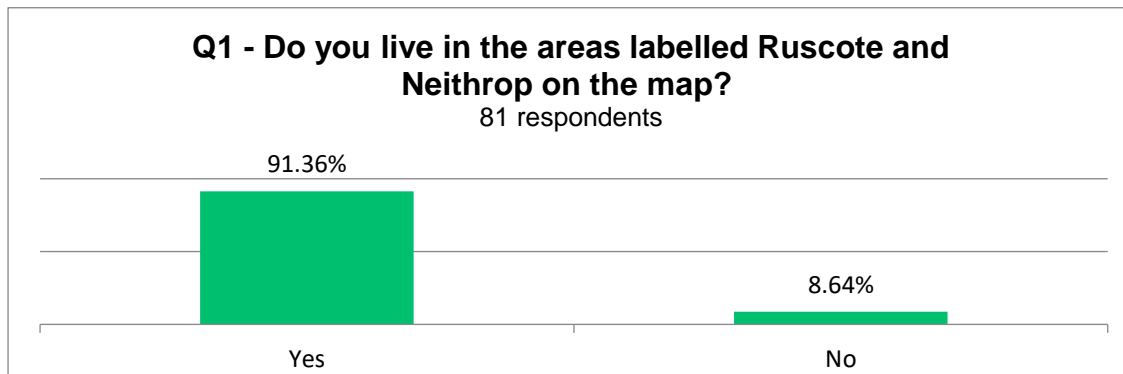 Q1 - Do you live in the areas labelled Ruscote and
Neithrop on the map?
81 respondents
91.36%
8.64%
Yes
No